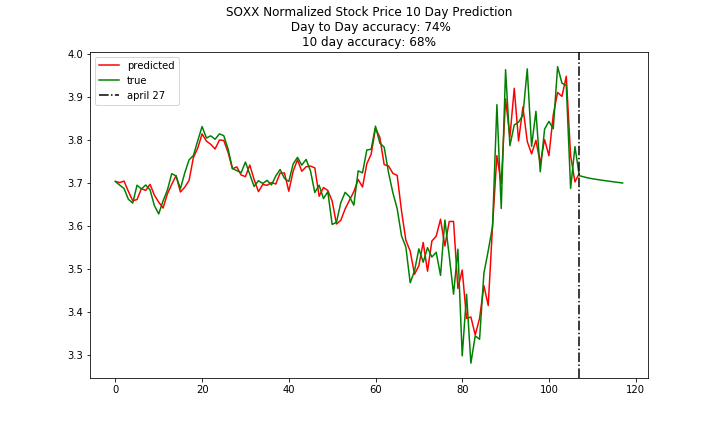 SOXX Normalized Stock Price 10 Day Prediction
Day to Day accuracy: 74%
10 day accuracy: 68%
predicted
true
april 27
4.0
3.9
3.8
3.7
3.6
3.5
3.4
3.3
0 20 40 60 80 100 120